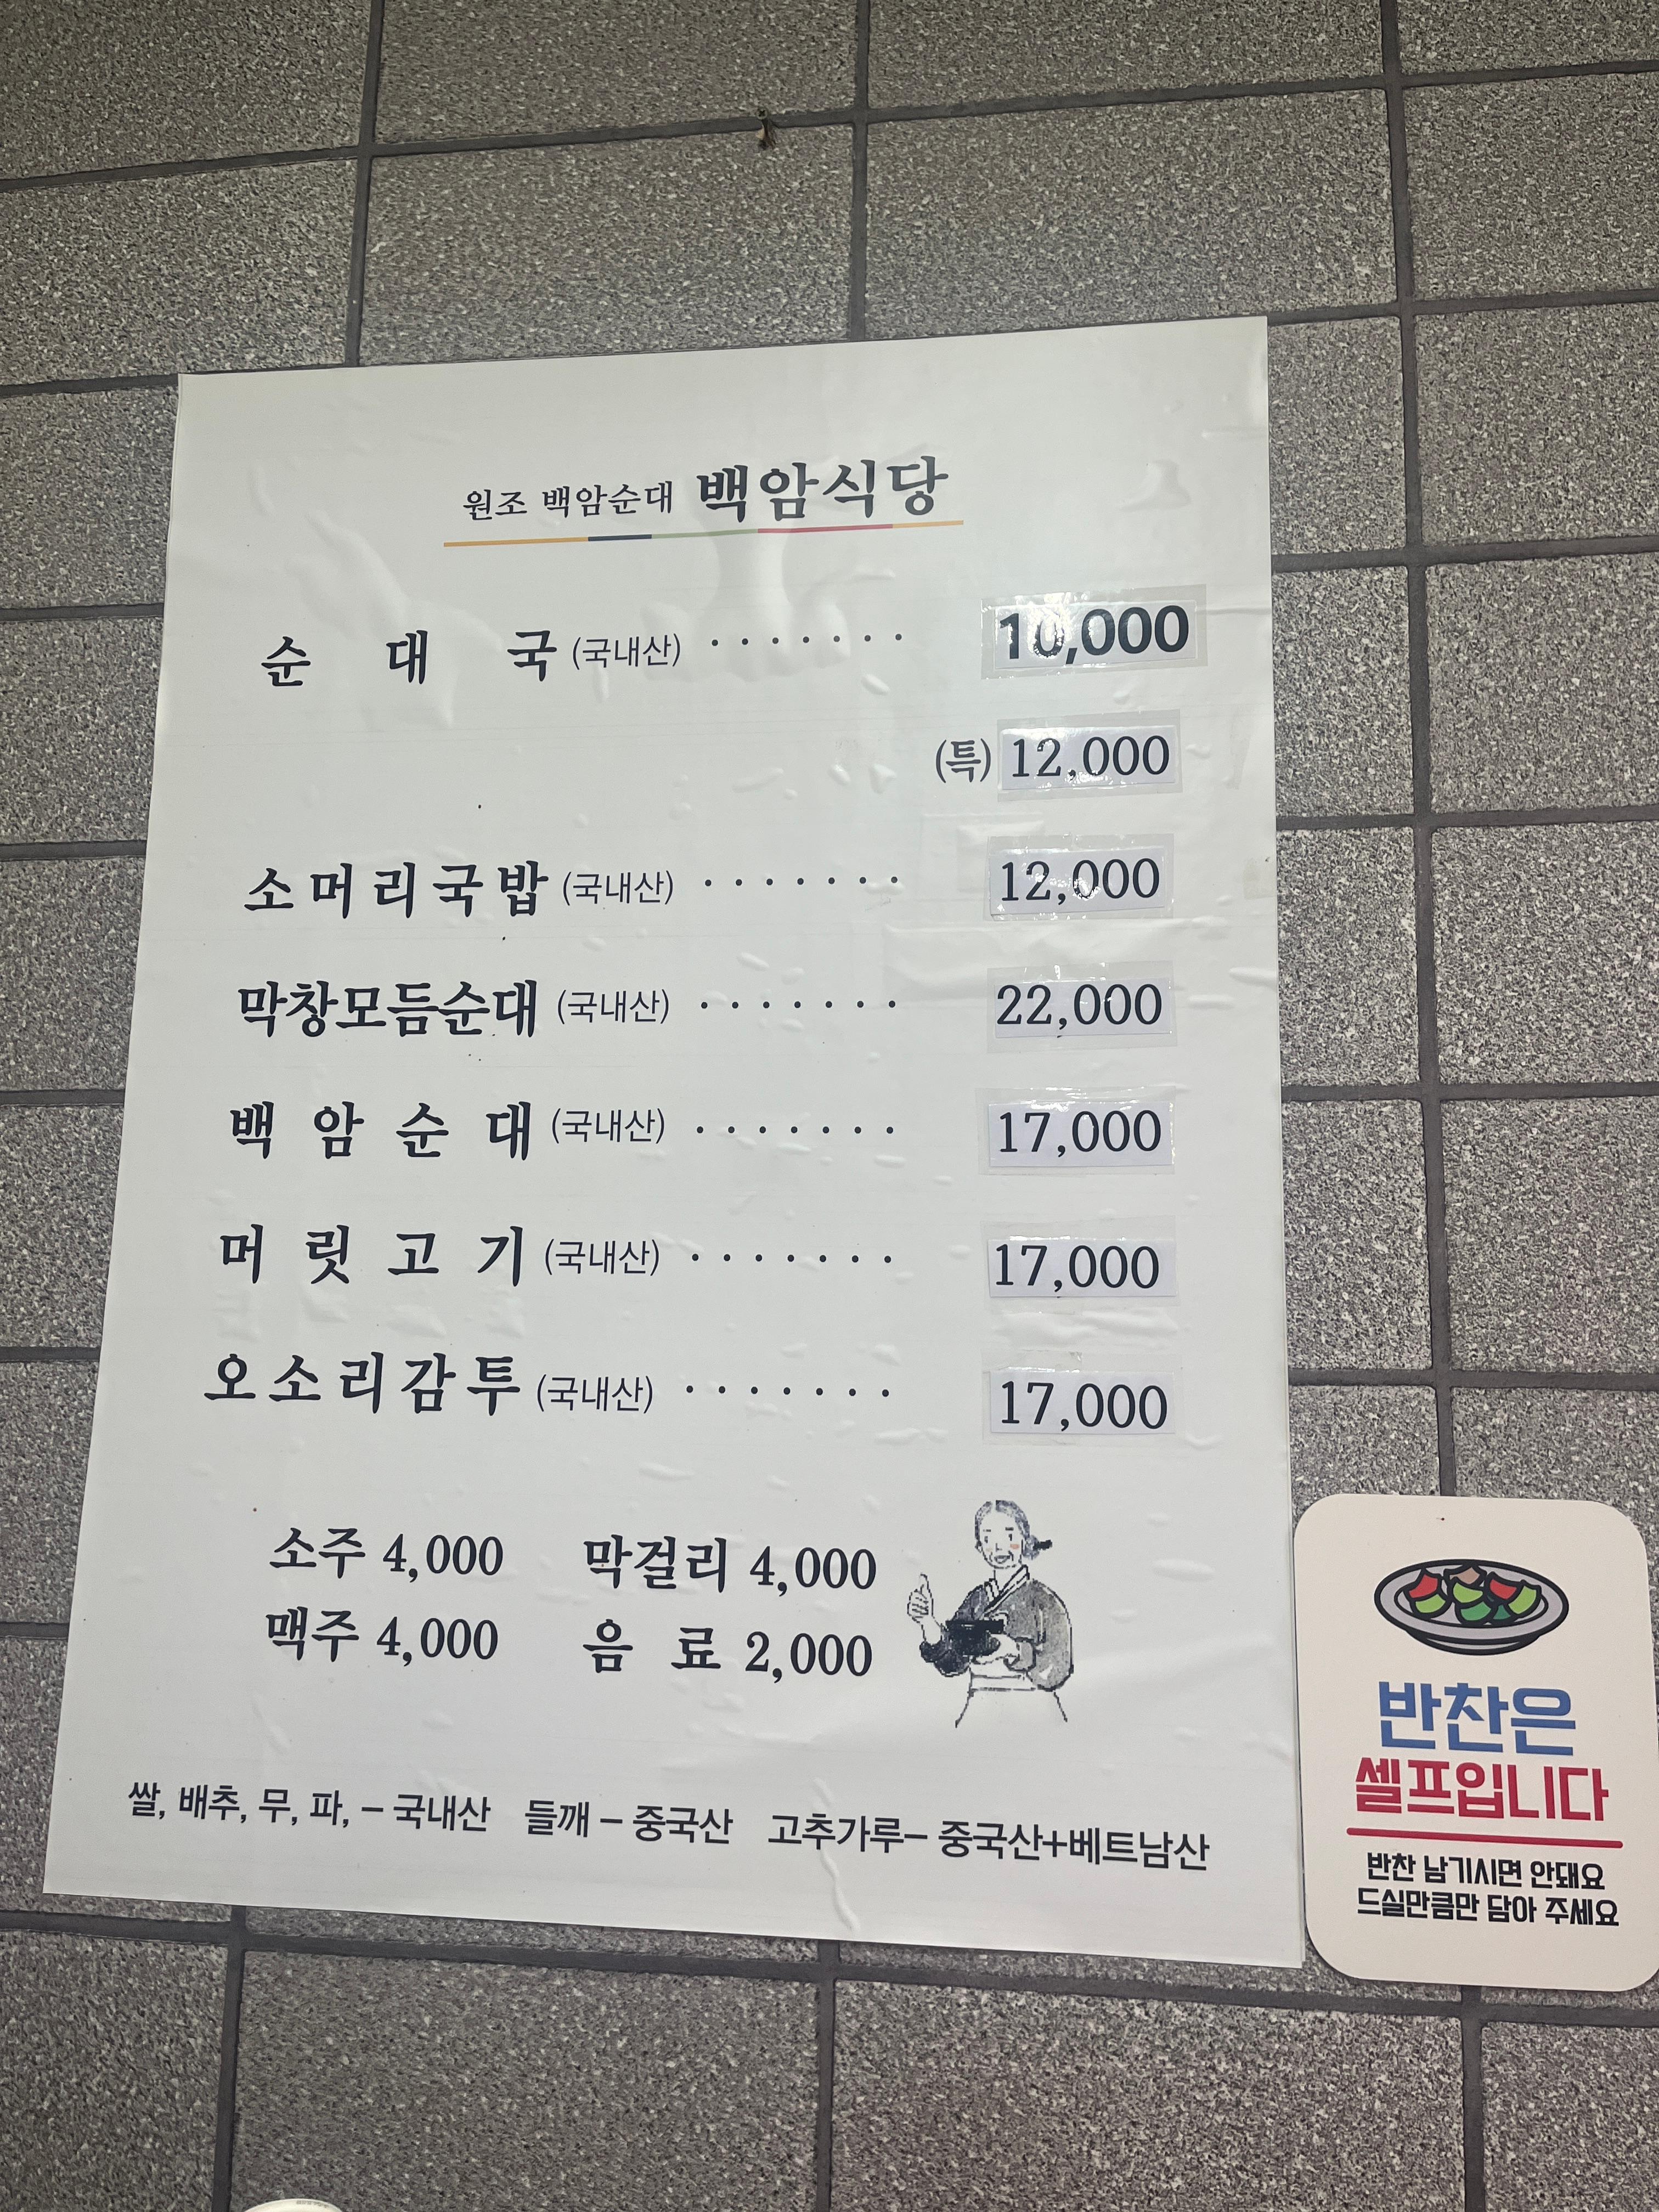 원조 백암순대 백암식당
순 대 국 (국내산) ······· 10,000
(특) 12,000
소머리국밥 (국내산) ······· 12,000
막창모듬순대 (국내산) ······· 22,000
백 암 순 대 (국내산) ······· 17,000
머 릿 고 기 (국내산) ······· 17,000
오소리감투 (국내산) ······· 17,000
소주 4,000 막걸리 4,000
맥주 4,000 음 료 2,000
쌀, 배추, 무, 파, – 국내산 들깨 – 중국산 고추가루– 중국산+베트남산
반찬은
셀프입니다
반찬 남기시면 안돼요
드실만큼만 담아 주세요